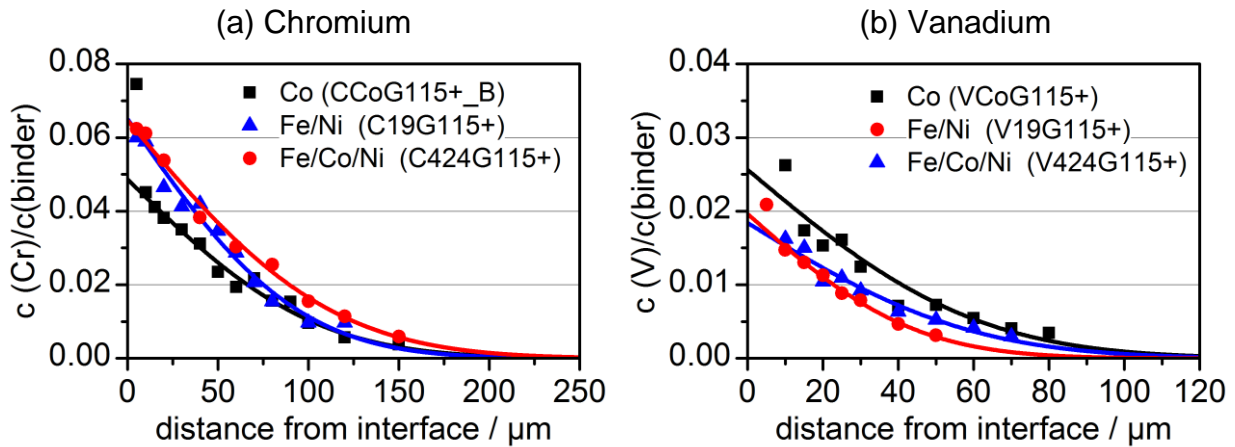 (a) Chromium
c (Cr)/c(binder)
0.08
0.06
0.04
0.02
0.00
Co (CCoG115+_B)
Fe/Ni (C19G115+)
Fe/Co/Ni (C424G115+)
0 50 100 150 200 250
distance from interface / µm
(b) Vanadium
c (V)/c(binder)
0.04
0.03
0.02
0.01
0.00
Co (VCoG115+)
Fe/Ni (V19G115+)
Fe/Co/Ni (V424G115+)
0 20 40 60 80 100 120
distance from interface / µm